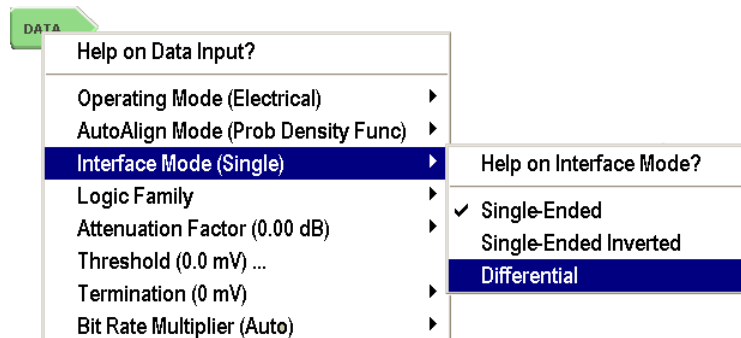 DATA
Help on Data Input?
Operating Mode (Electrical)
AutoAlign Mode (Prob Density Func)
Interface Mode (Single)
Help on Interface Mode?
Logic Family
Single-Ended
Attenuation Factor (0.00 dB)
Single-Ended Inverted
Threshold (0.0 mV) ...
Differential
Termination (0 mV)
Bit Rate Multiplier (Auto)